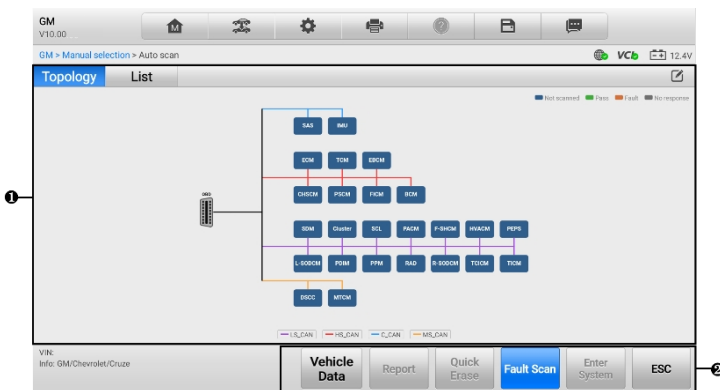 GM
V10.00
M
?
GM > Manual selection > Auto scan
VCI
12.4V
Topology List
Not scanned Pass Fault No response
SAS IMU
ECM TCM EBCM
OBD
CHSCM PSCM FICM BCM
❶
SDM Cluster SCL PACM F-SHCM HVACM PEPS
L-SODCM PDIM PPM RAD R-SODCM TCICM TICM
DSCC MTCM
LS_CAN HS_CAN C_CAN MS_CAN
VIN:
Info: GM/Chevrolet/Cruze
Vehicle Data Report Quick Erase Fault Scan Enter System ESC
❷